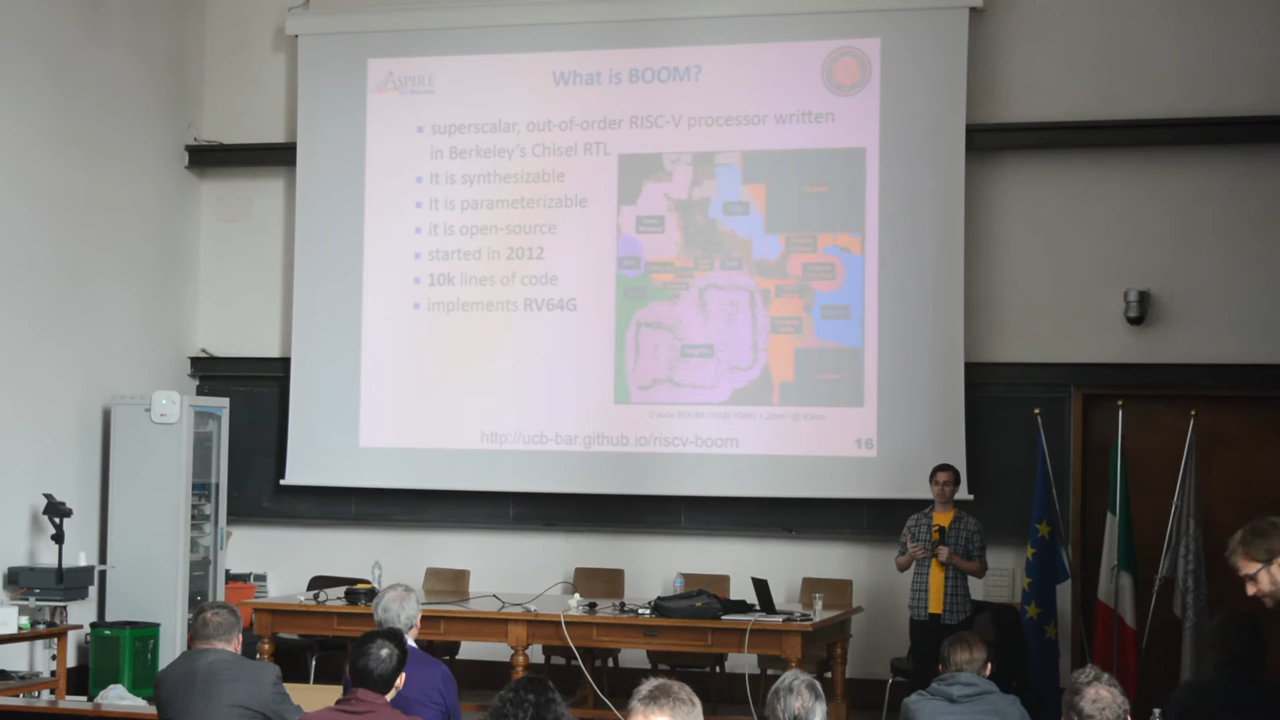 ASPIRE
What is BOOM?
superscalar, out-of-order RISC-V processor written
in Berkeley's Chisel RTL
It is synthesizable
It is parameterizable
it is open-source
started in 2012
10k lines of code
implements RV64G
http://ucb-bar.github.io/riscv-boom
16